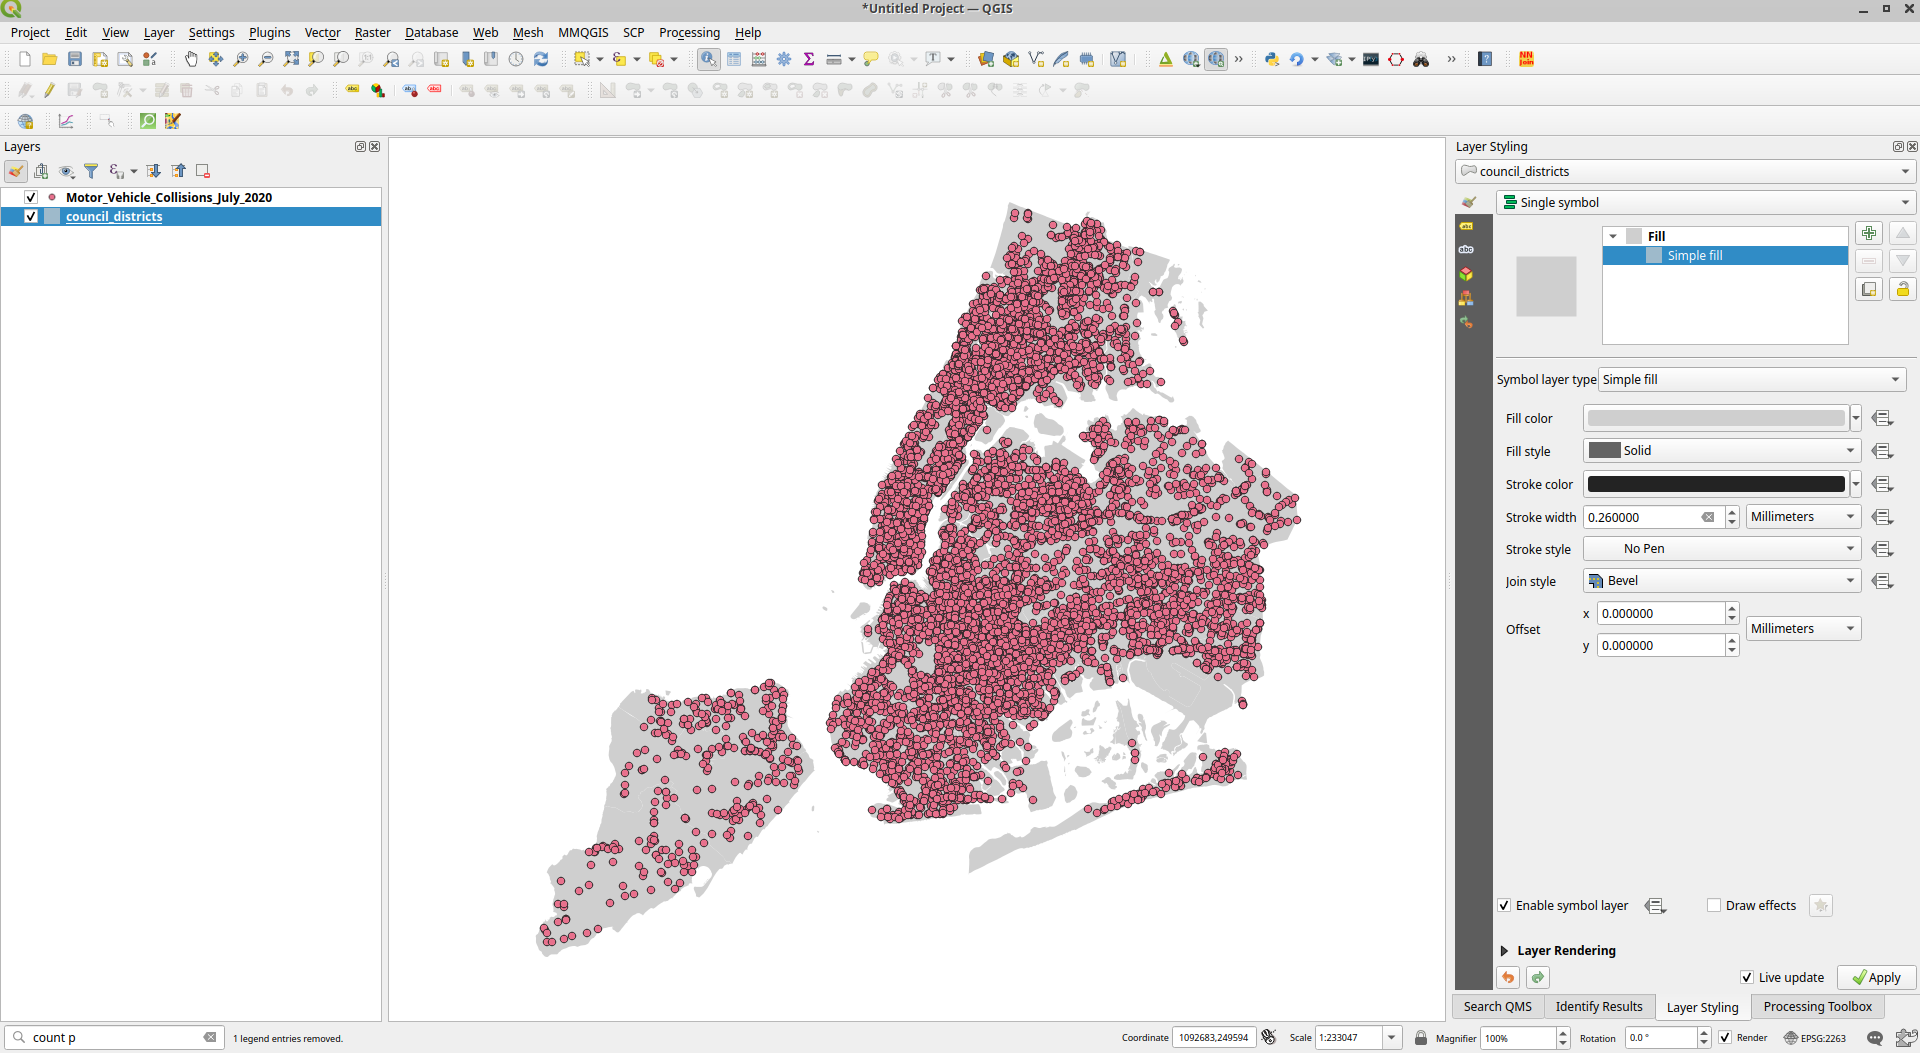 *Untitled Project — QGIS
Project Edit View Layer Settings Plugins Vector Raster Database Web Mesh MMQGIS SCP Processing Help
Layers
Motor_Vehicle_Collisions_July_2020
council_districts
Layer Styling
council_districts
Single symbol
Fill
Simple fill
Symbol layer type Simple fill
Fill color
Fill style Solid
Stroke color
Stroke width 0.260000 Millimeters
Stroke style No Pen
Join style Bevel
x 0.000000
Offset Millimeters
y 0.000000
Enable symbol layer Draw effects
Layer Rendering
Live update Apply
Search QMS Identify Results Layer Styling Processing Toolbox
count p 1 legend entries removed. Coordinate 1092683,249594 Scale 1:233047 Magnifier 100% Rotation 0.0 ° Render EPSG:2263